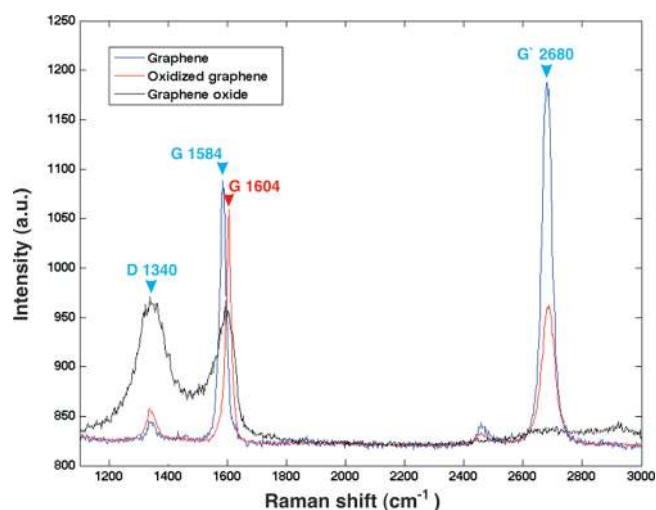 1250
1200
1150
1100
1050
1000
950
900
850
800
Intensity (a.u.)
Graphene
Oxidized graphene
Graphene oxide
G` 2680
G 1584
G 1604
D 1340
1200 1400 1600 1800 2000 2200 2400 2600 2800 3000
Raman shift (cm⁻¹)